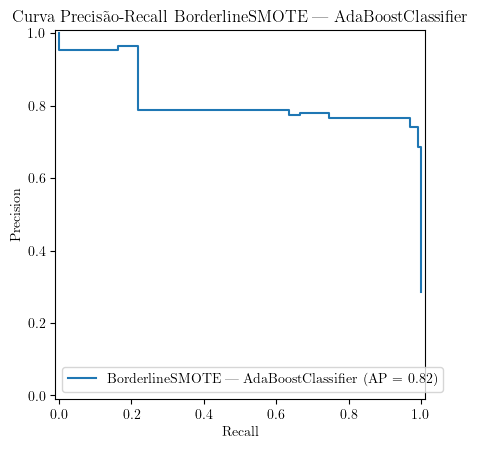 Curva Precisão-Recall BorderlineSMOTE — AdaBoostClassifier
1.0
0.8
0.6
0.4
0.2
0.0
Precision
BorderlineSMOTE — AdaBoostClassifier (AP = 0.82)
0.0 0.2 0.4 0.6 0.8 1.0
Recall